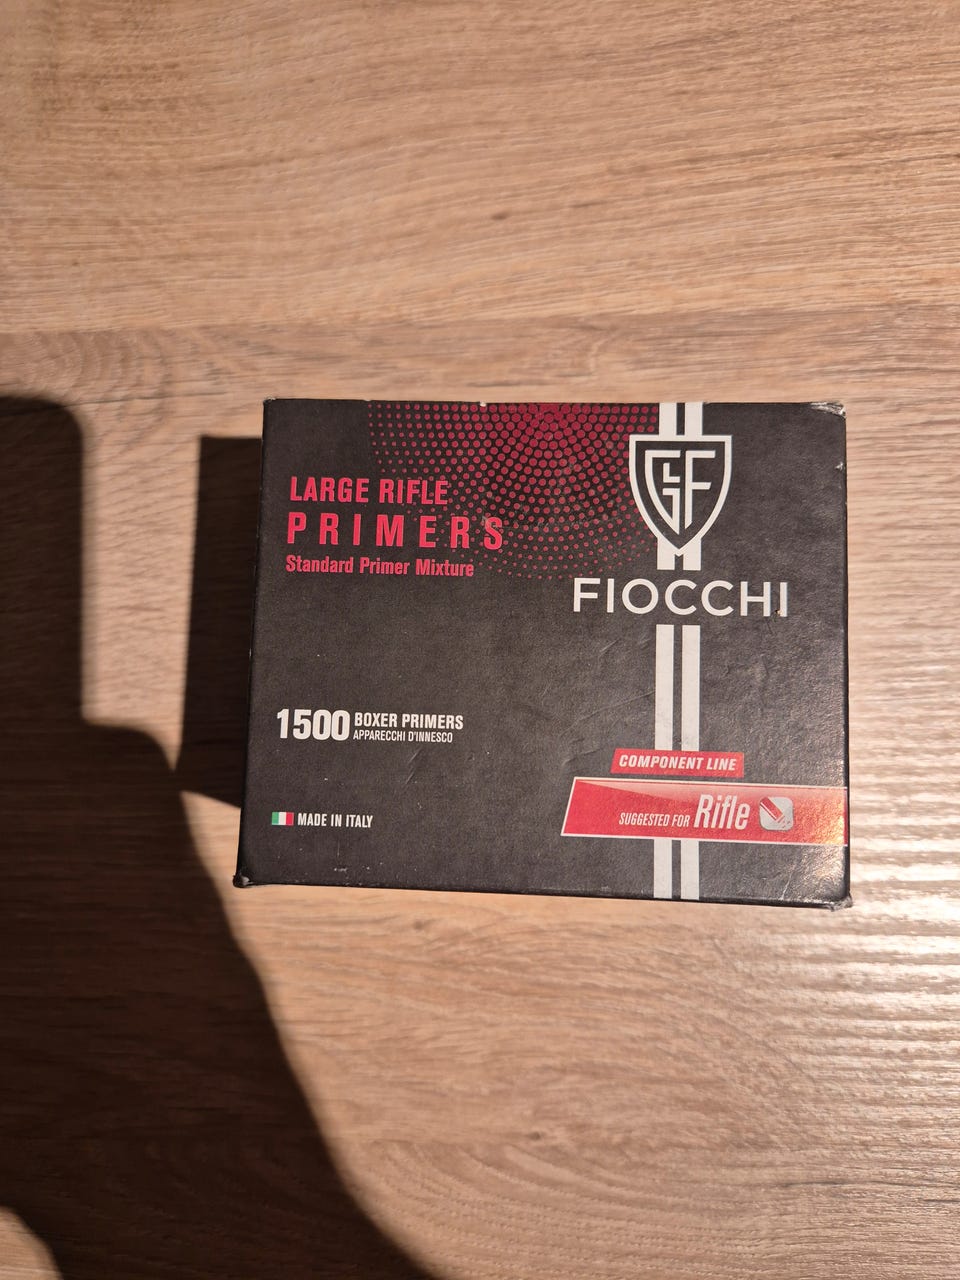 LARGE RIFLE
PRIMERS
Standard Primer Mixture
GF
FIOCCHI
1500 BOXER PRIMERS
APPARECCHI D'INNESCO
COMPONENT LINE
SUGGESTED FOR Rifle
MADE IN ITALY